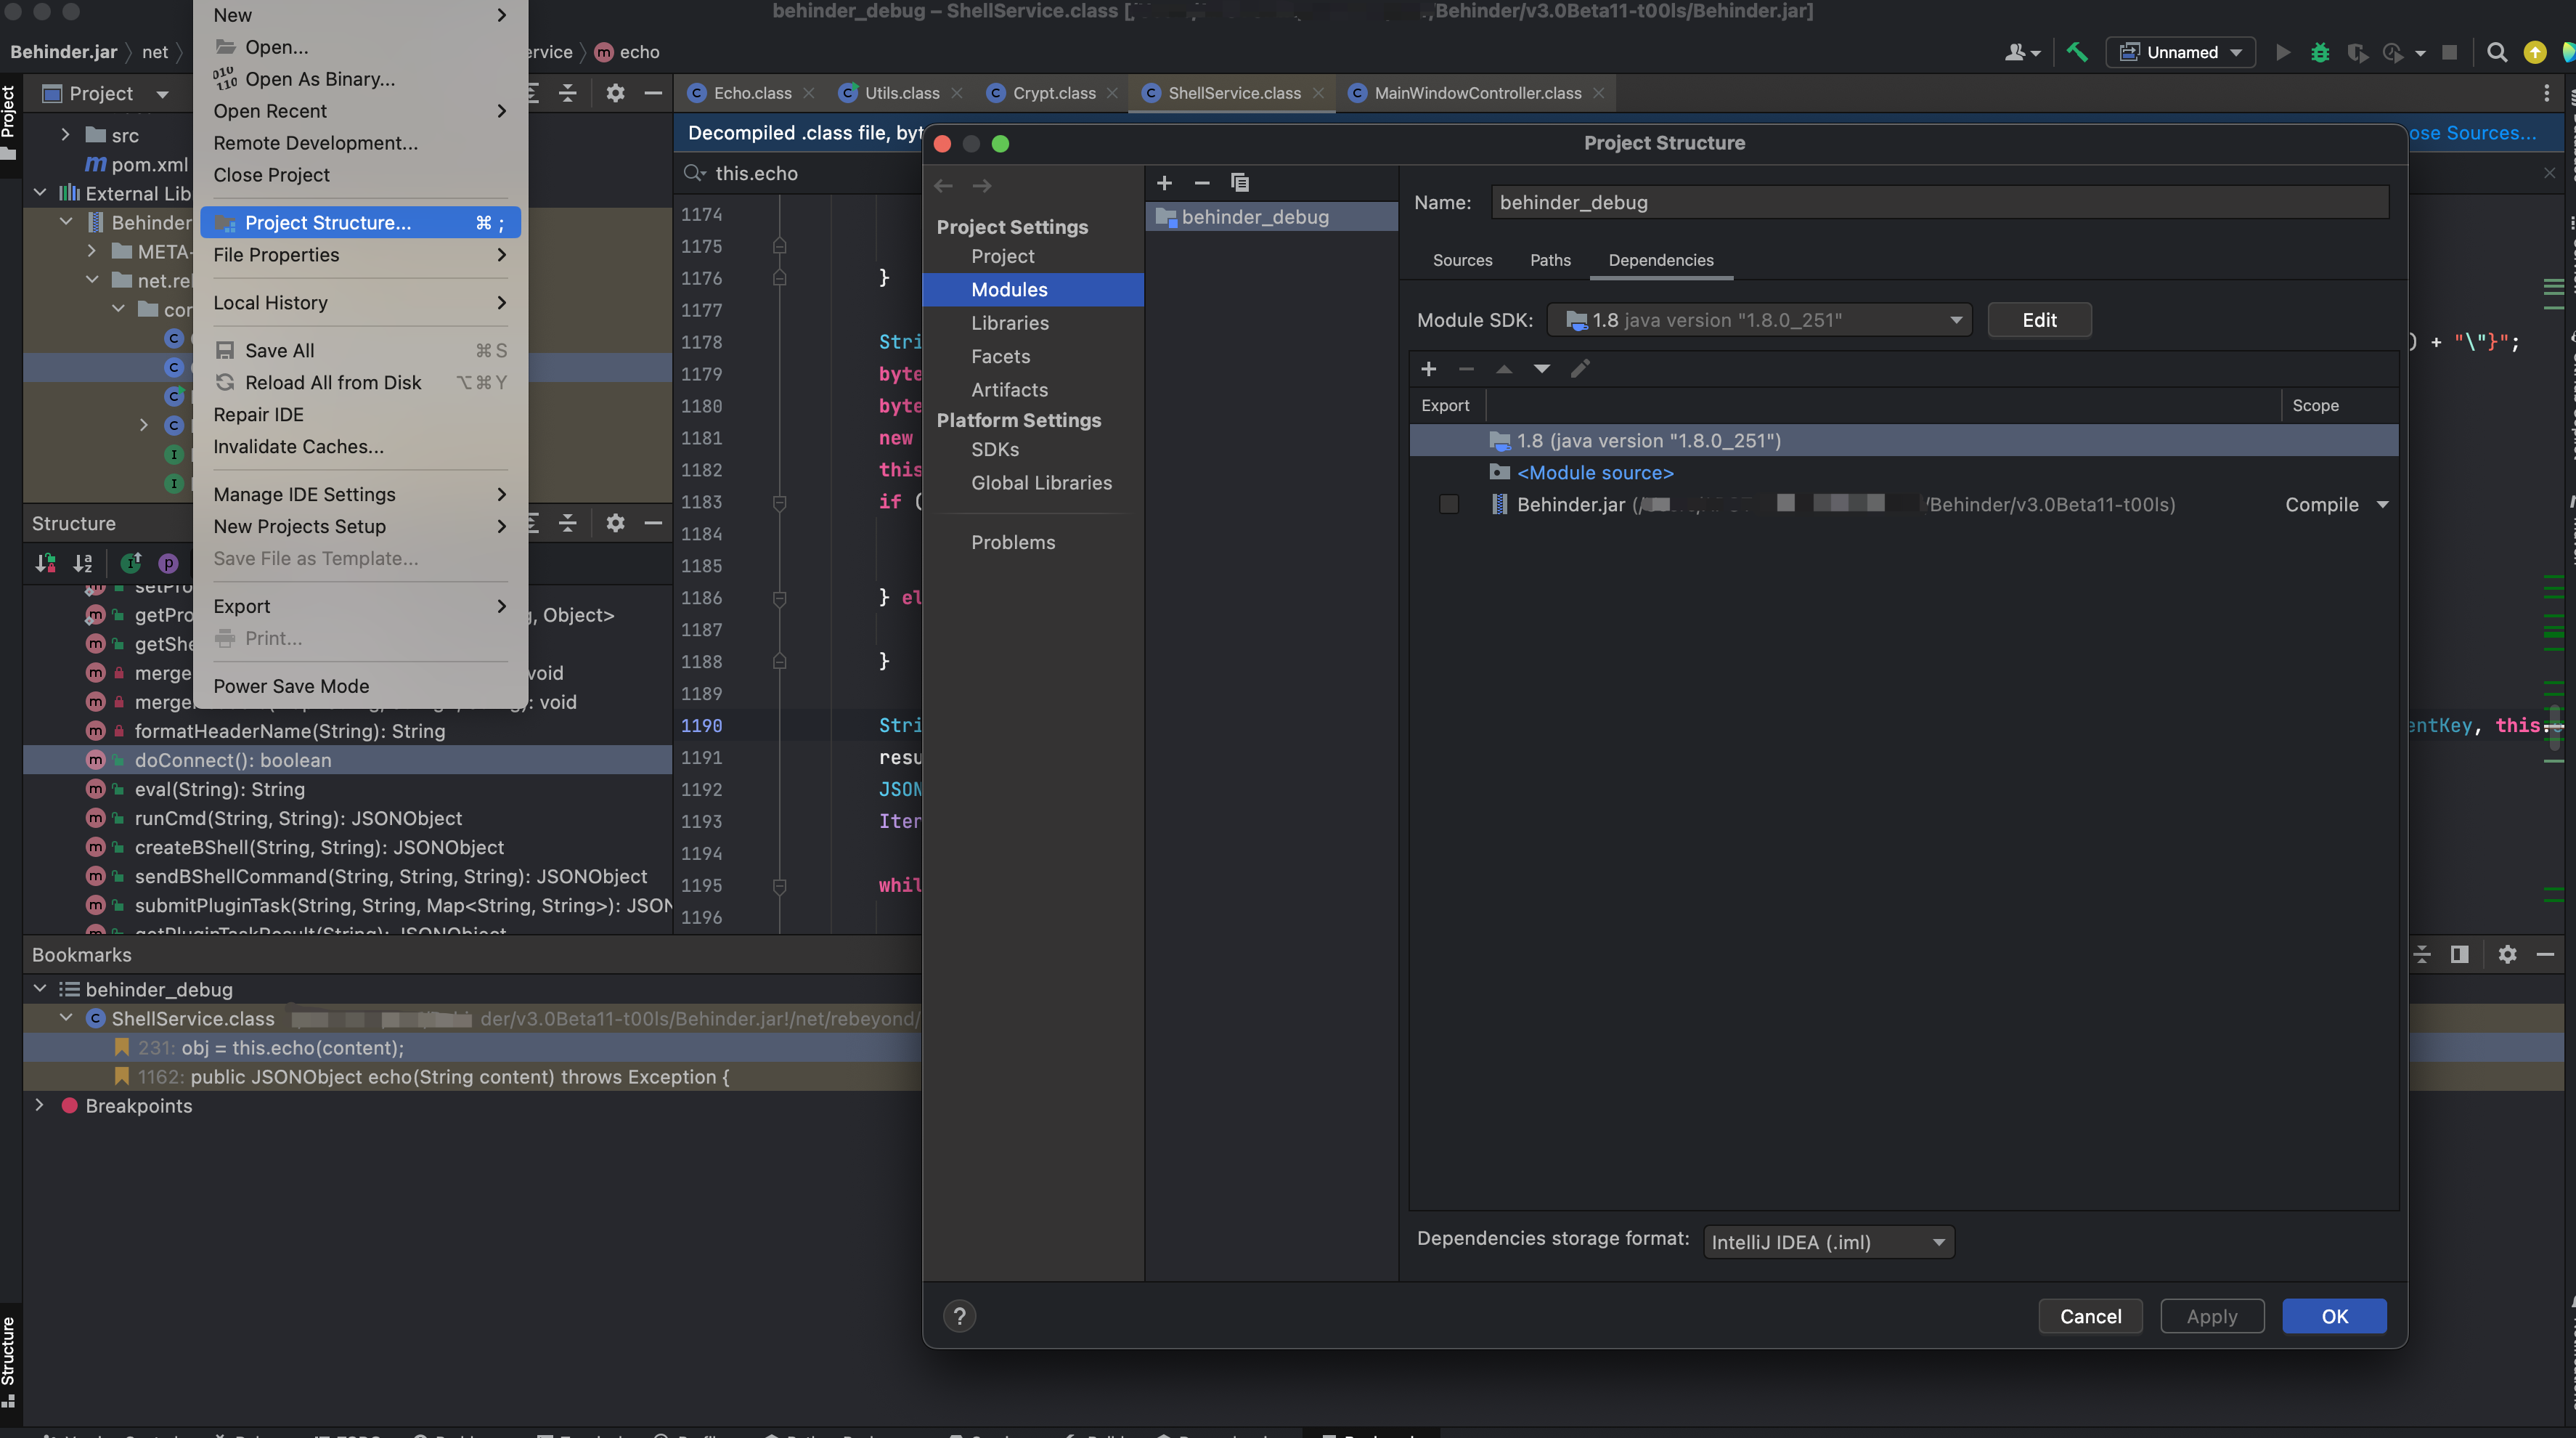 behinder_debug – ShellService.class [/
/Behinder/v3.0Beta11-t00ls/Behinder.jar]
Behinder.jar
net
ervice
echo
Unnamed
Project
Project
src
pom.xml
External Lib
Behinder
META-
net.re
cor
New
Open...
Open As Binary...
Open Recent
Remote Development...
Close Project
Project Structure... ⌘ ;
File Properties
Local History
Save All ⌘S
Reload All from Disk ⌥⌘Y
Repair IDE
Invalidate Caches...
Manage IDE Settings
New Projects Setup
Save File as Template...
Export
Print...
Power Save Mode
Echo.class
Utils.class
Crypt.class
ShellService.class
MainWindowController.class
Decompiled .class file, byt
ose Sources...
this.echo
1174
1175
1176 }
1177
1178 Stri
) + "\"}";
1179 byte
1180 byte
1181 new
1182 this
1183 if (
1184
1185
1186 } el
1187
1188 }
1189
1190 Stri
entKey, this.
1191 resu
1192 JSON
1193 Iter
1194
1195 whil
1196
Structure
getPro
, Object>
getShe
merge
void
merge
: void
formatHeaderName(String): String
doConnect(): boolean
eval(String): String
runCmd(String, String): JSONObject
createBShell(String, String): JSONObject
sendBShellCommand(String, String, String): JSONObject
submitPluginTask(String, String, Map<String, String>): JSON
getPluginTaskResult(String): JSONObject
Bookmarks
behinder_debug
ShellService.class
der/v3.0Beta11-t00ls/Behinder.jar!/net/rebeyond/
231: obj = this.echo(content);
1162: public JSONObject echo(String content) throws Exception {
Breakpoints
Structure
Project Structure
Project Settings
Project
Modules
Libraries
Facets
Artifacts
Platform Settings
SDKs
Global Libraries
Problems
behinder_debug
Name: behinder_debug
Sources
Paths
Dependencies
Module SDK: 1.8 java version "1.8.0_251"
Edit
Export
Scope
1.8 (java version "1.8.0_251")
<Module source>
Behinder.jar (/
/Behinder/v3.0Beta11-t00ls)
Compile
Dependencies storage format: IntelliJ IDEA (.iml)
?
Cancel
Apply
OK